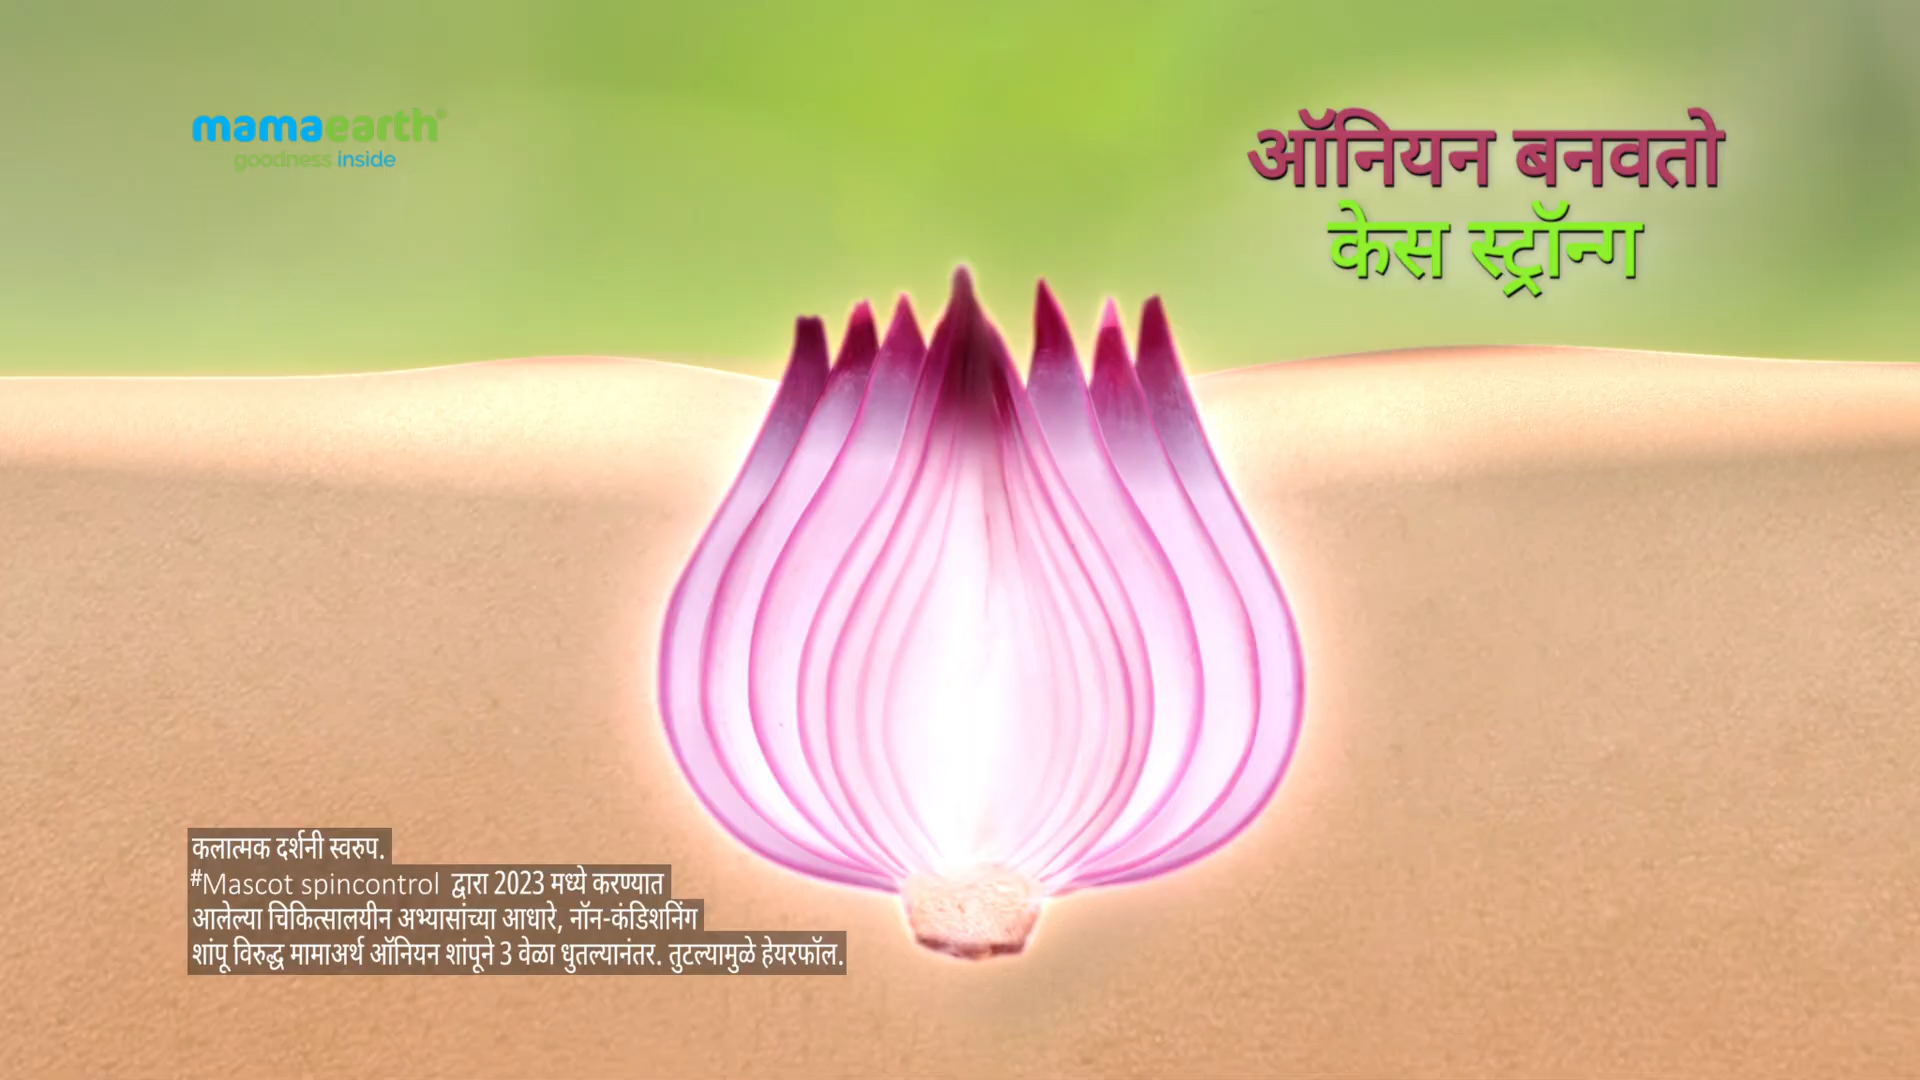 mamaearth®
goodness inside
ऑनियन बनवतो
केस स्ट्रॉन्ग
कलात्मक दर्शनी स्वरुप.
#Mascot spincontrol द्वारा 2023 मध्ये करण्यात
आलेल्या चिकित्सालयीन अभ्यासांच्या आधारे, नॉन-कंडिशनिंग
शांपू विरुद्ध मामाअर्थ ऑनियन शांपूने 3 वेळा धुतल्यानंतर. तुटल्यामुळे हेयरफॉल.